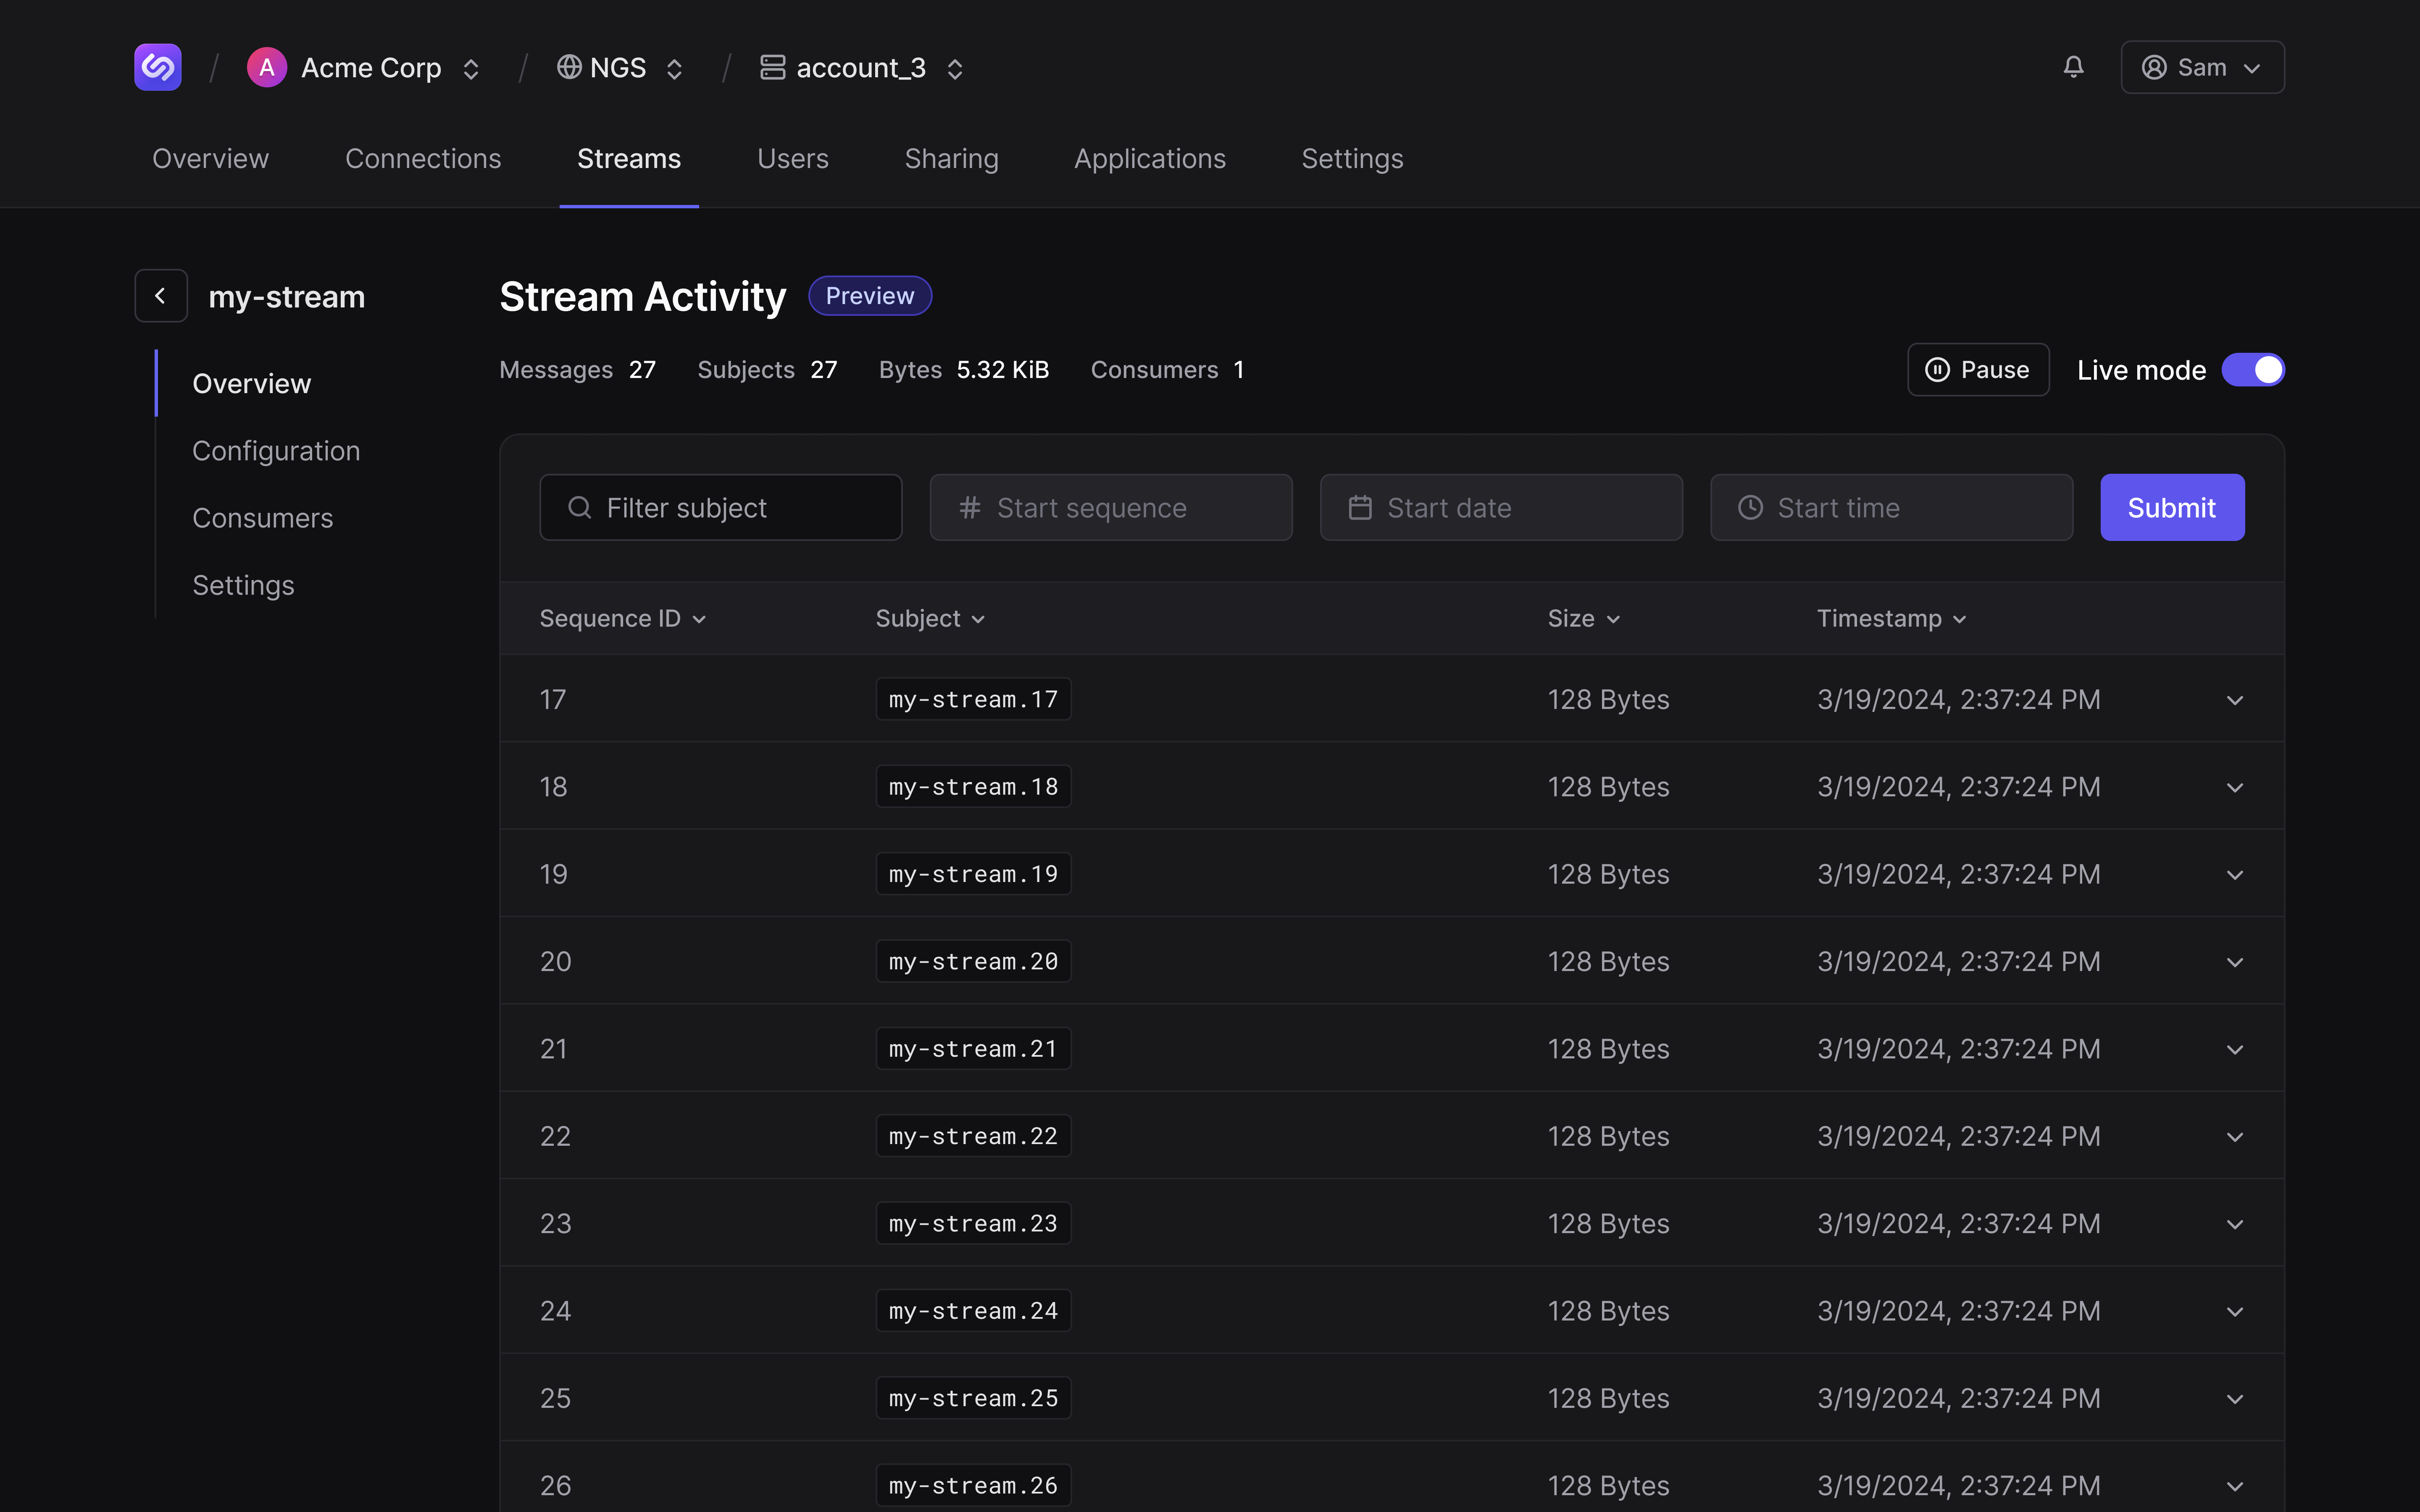 A Acme Corp NGS account_3 Sam
Overview Connections Streams Users Sharing Applications Settings
my-stream
Overview
Configuration
Consumers
Settings
Stream Activity Preview
Messages 27 Subjects 27 Bytes 5.32 KiB Consumers 1 Pause Live mode
Filter subject Start sequence Start date Start time Submit
Sequence ID Subject Size Timestamp
17 my-stream.17 128 Bytes 3/19/2024, 2:37:24 PM
18 my-stream.18 128 Bytes 3/19/2024, 2:37:24 PM
19 my-stream.19 128 Bytes 3/19/2024, 2:37:24 PM
20 my-stream.20 128 Bytes 3/19/2024, 2:37:24 PM
21 my-stream.21 128 Bytes 3/19/2024, 2:37:24 PM
22 my-stream.22 128 Bytes 3/19/2024, 2:37:24 PM
23 my-stream.23 128 Bytes 3/19/2024, 2:37:24 PM
24 my-stream.24 128 Bytes 3/19/2024, 2:37:24 PM
25 my-stream.25 128 Bytes 3/19/2024, 2:37:24 PM
26 my-stream.26 128 Bytes 3/19/2024, 2:37:24 PM